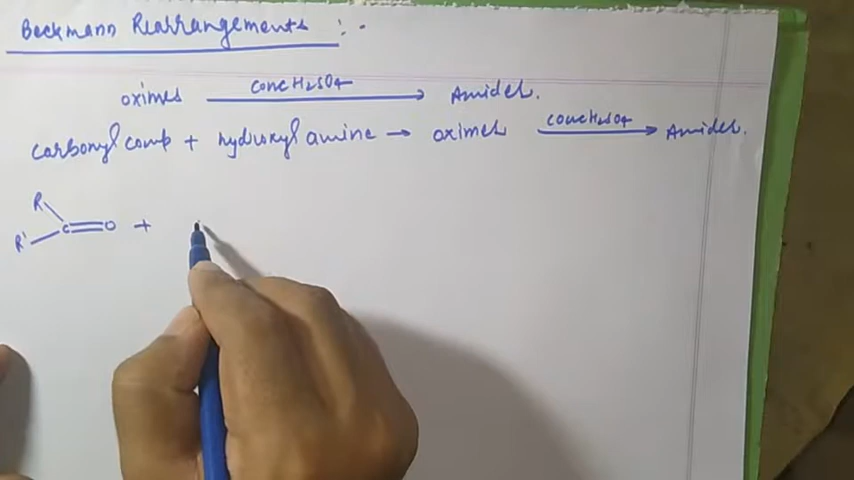 Beckmann Rearrangements :-
oximes conc H₂SO₄ → Amides.
carbonyl comp + hydroxyl amine → oximes conc H₂SO₄ → Amides.
R
R' C=O +